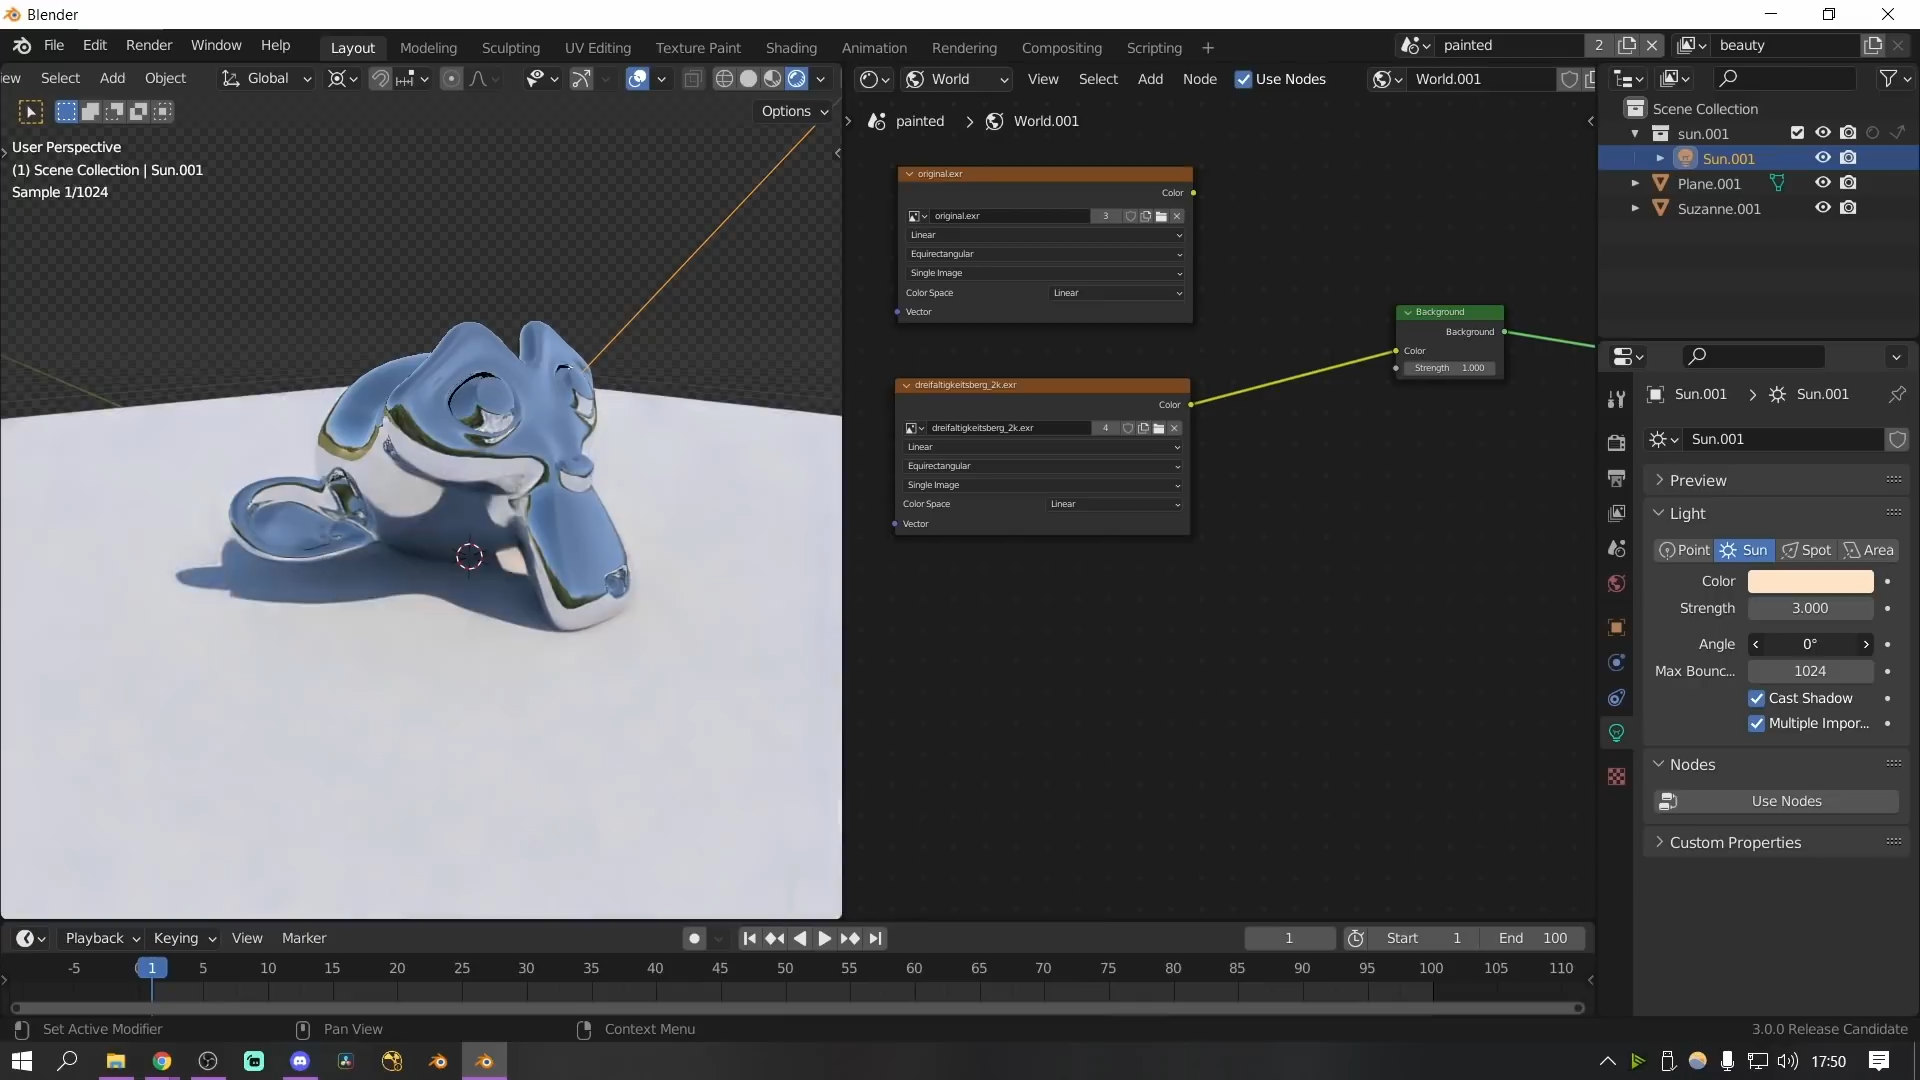 Blender
File Edit Render Window Help
Layout Modeling Sculpting UV Editing Texture Paint Shading Animation Rendering Compositing Scripting +
painted 2
beauty
iew Select Add Object
Global
World View Select Add Node Use Nodes
World.001
Options
User Perspective
(1) Scene Collection | Sun.001
Sample 1/1024
painted > World.001
original.exr
Color
original.exr 3
Linear
Equirectangular
Single Image
Color Space Linear
Vector
dreifaltigkeitsberg_2k.exr
Color
dreifaltigkeitsberg_2k.exr 4
Linear
Equirectangular
Single Image
Color Space Linear
Vector
Background
Background
Color
Strength 1.000
Scene Collection
sun.001
Sun.001
Plane.001
Suzanne.001
Sun.001 > Sun.001
Sun.001
Preview
Light
Point Sun Spot Area
Color
Strength 3.000
Angle 0°
Max Bounc... 1024
Cast Shadow
Multiple Impor...
Nodes
Use Nodes
Custom Properties
Playback Keying View Marker
1
Start 1 End 100
-5 1 5 10 15 20 25 30 35 40 45 50 55 60 65 70 75 80 85 90 95 100 105 110
Set Active Modifier Pan View Context Menu
3.0.0 Release Candidate
17:50